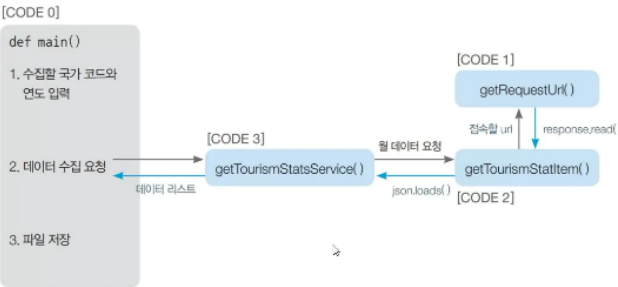 [CODE 0]
def main()
1. 수집할 국가 코드와
연도 입력
2. 데이터 수집 요청
3. 파일 저장
[CODE 3]
getTourismStatsService( )
데이터 리스트
월 데이터 요청
json.loads( )
[CODE 1]
getRequestUrl( )
접속할 url
response.read(
getTourismStatItem( )
[CODE 2]